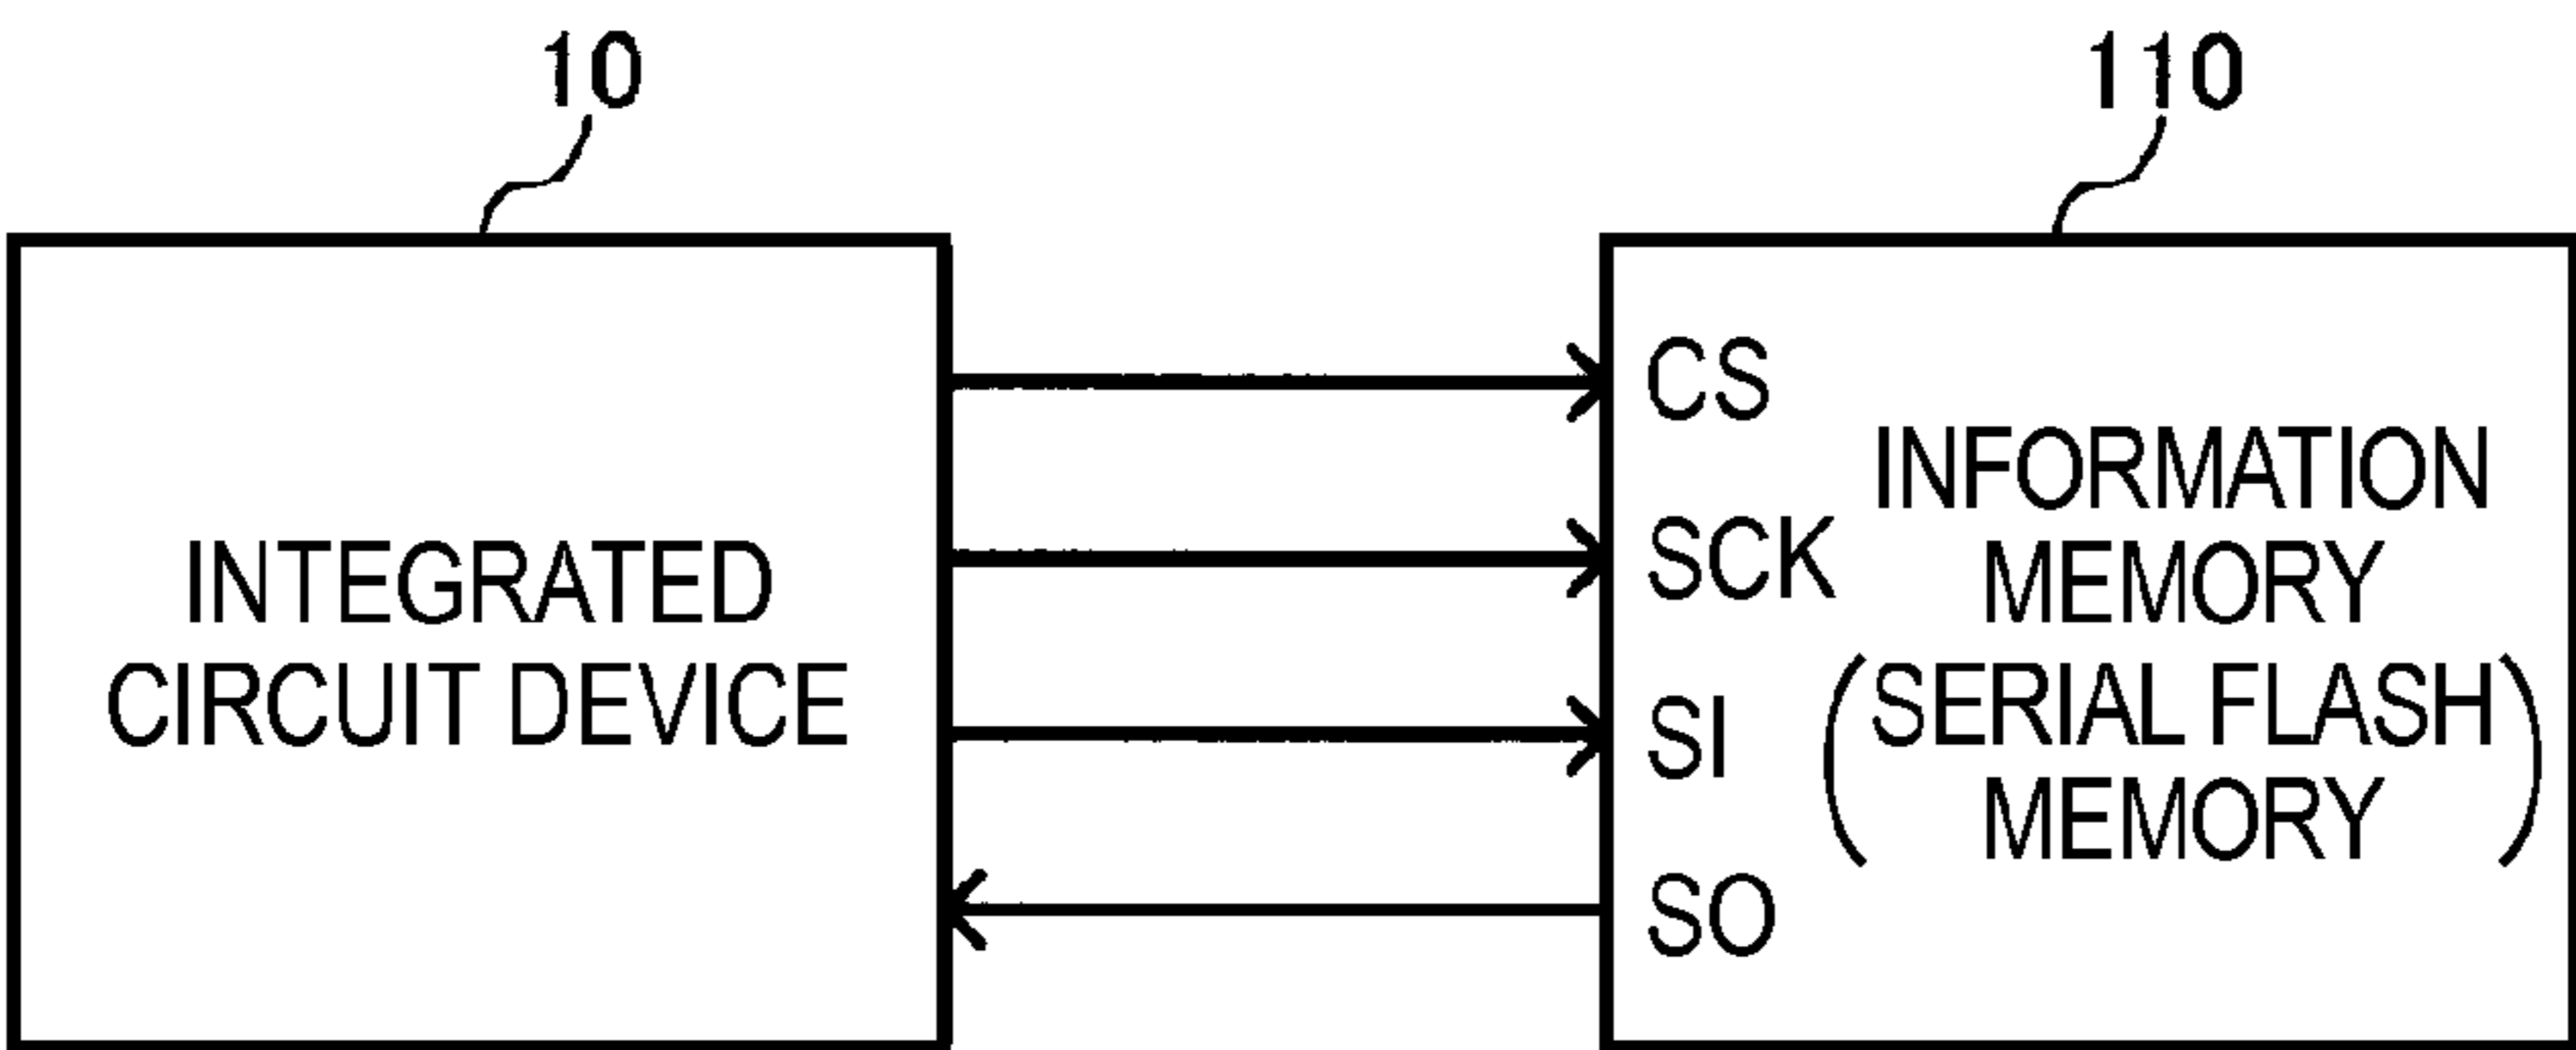 10
110
INTEGRATED
CIRCUIT DEVICE
CS
SCK
SI
SO
INFORMATION
MEMORY
(SERIAL FLASH
MEMORY)